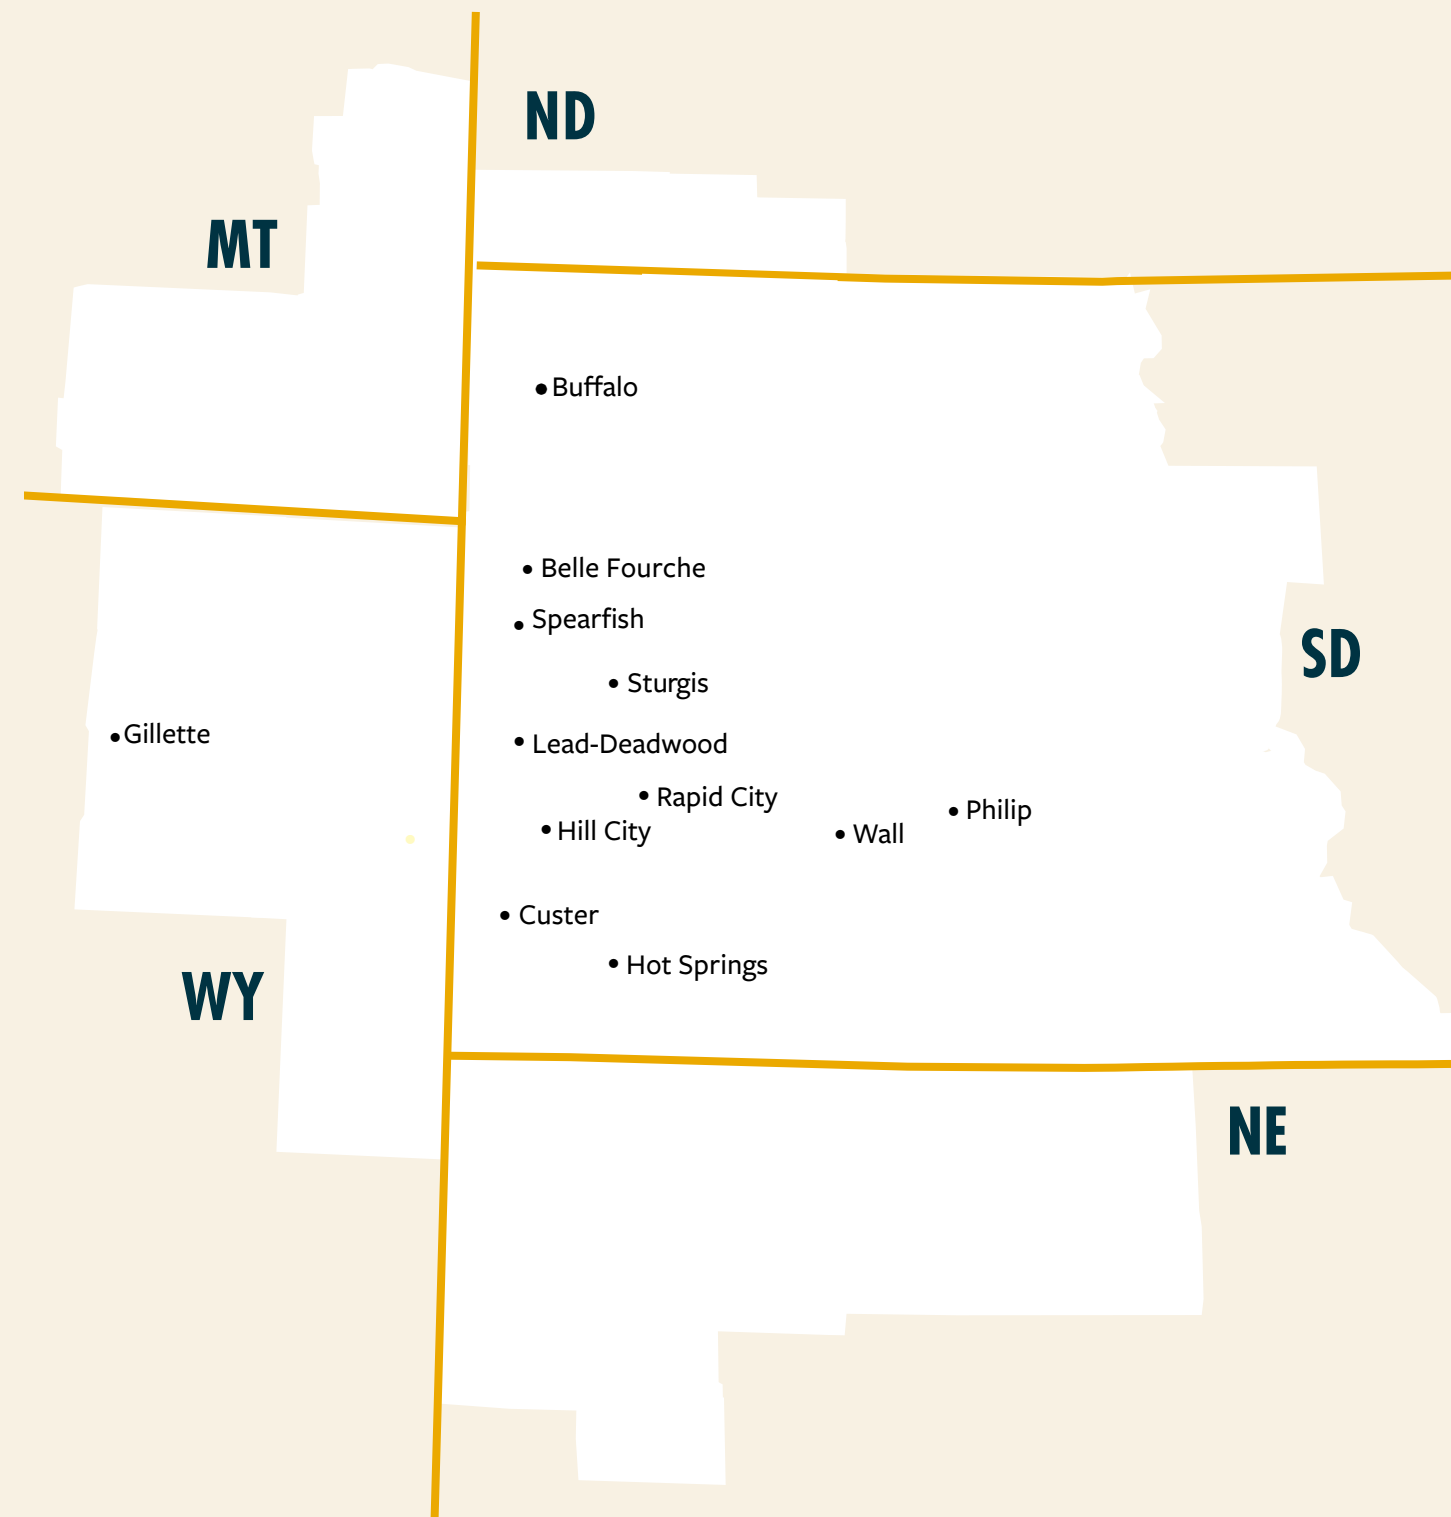 ND
MT
Buffalo
Belle Fourche
Spearfish
SD
Sturgis
Gillette
Lead-Deadwood
Rapid City
Philip
Hill City
Wall
Custer
Hot Springs
WY
NE